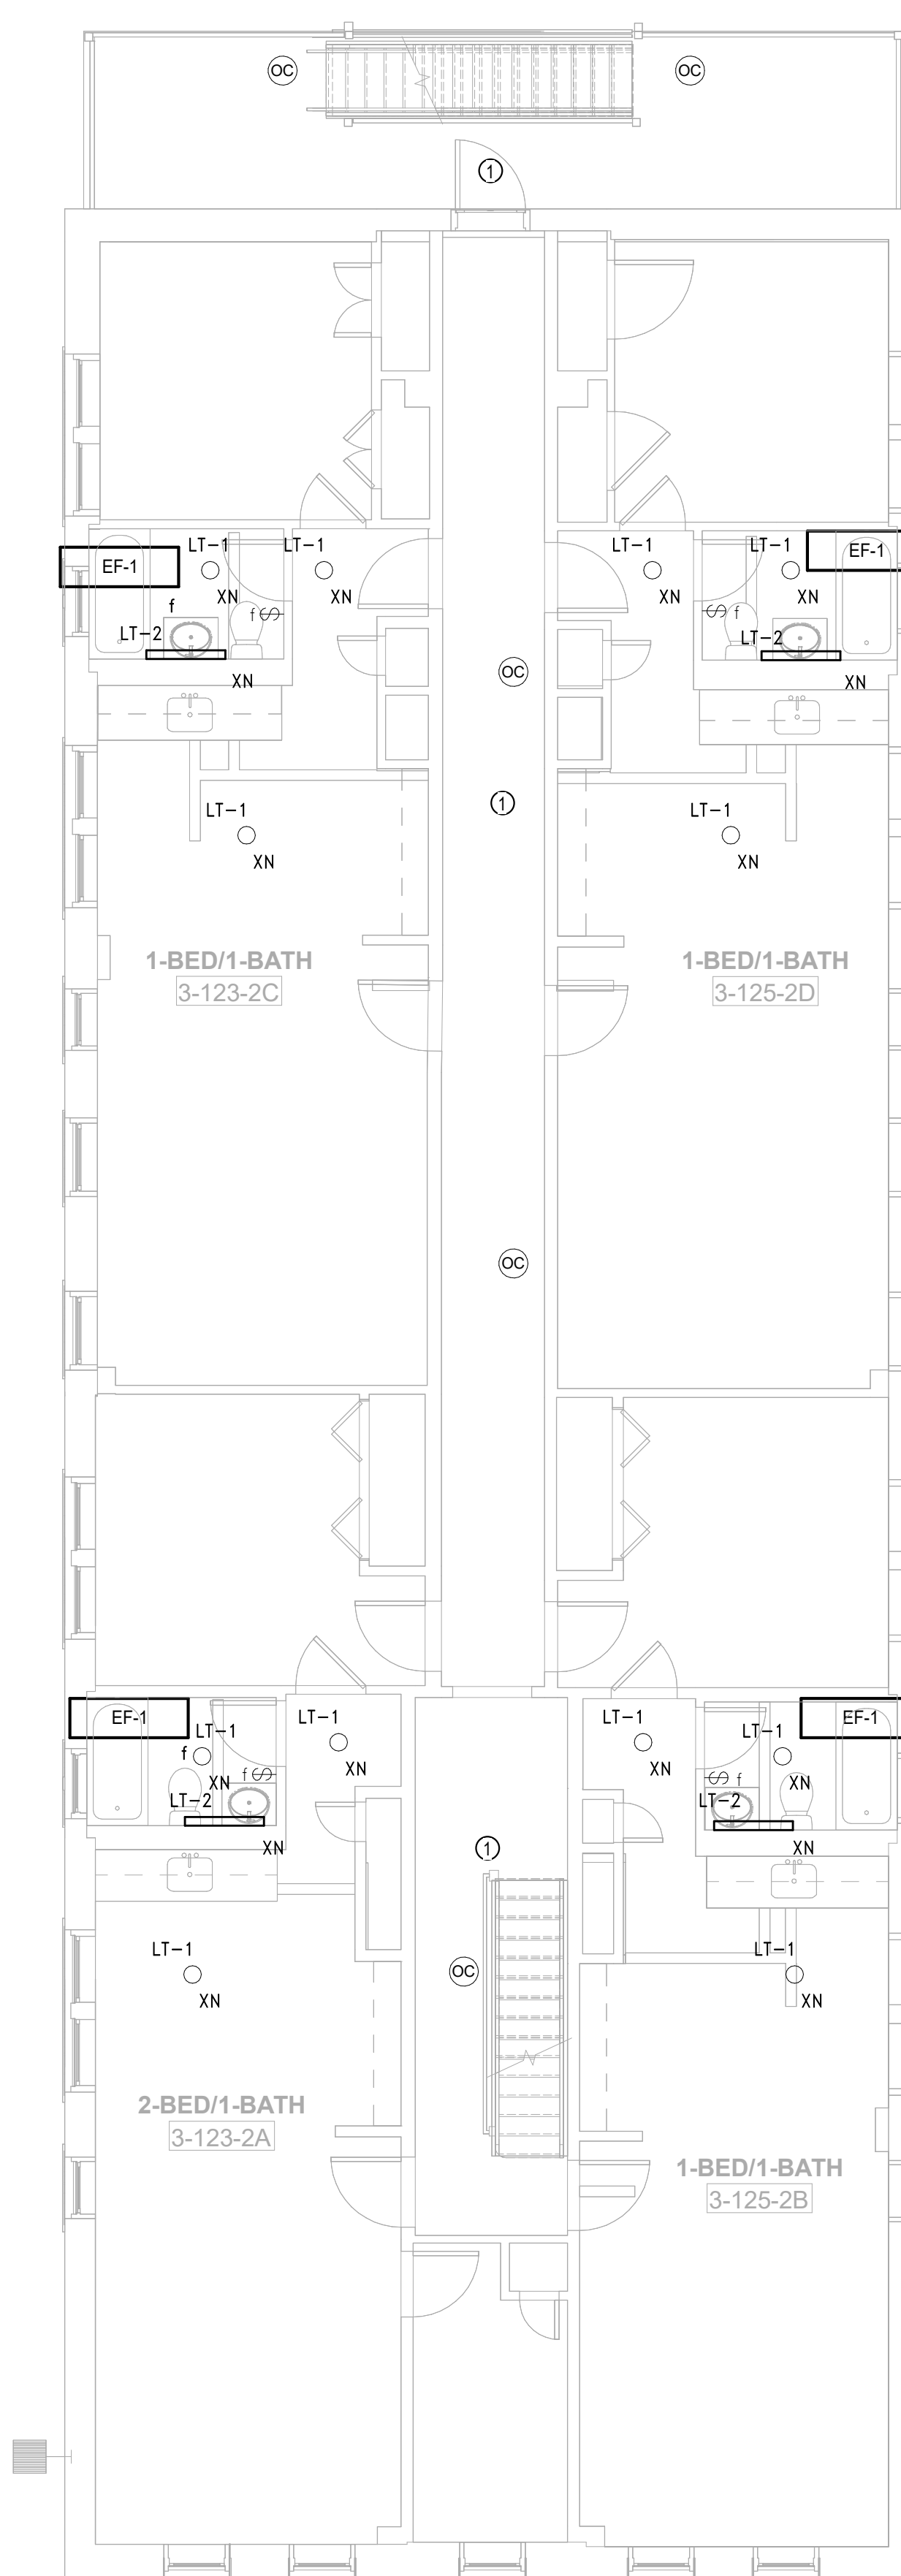 OC
OC
1
LT-1
LT-1
LT-1
LT-1
EF-1
EF-1
XN
XN
XN
XN
f
f
S
S
f
LT-2
LT-2
XN
XN
OC
1
LT-1
LT-1
XN
XN
1-BED/1-BATH
3-123-2C
1-BED/1-BATH
3-125-2D
OC
EF-1
LT-1
LT-1
LT-1
LT-1
EF-1
f
XN
XN
XN
XN
f
S
S
f
LT-2
LT-2
XN
XN
1
OC
LT-1
LT-1
XN
XN
2-BED/1-BATH
3-123-2A
1-BED/1-BATH
3-125-2B